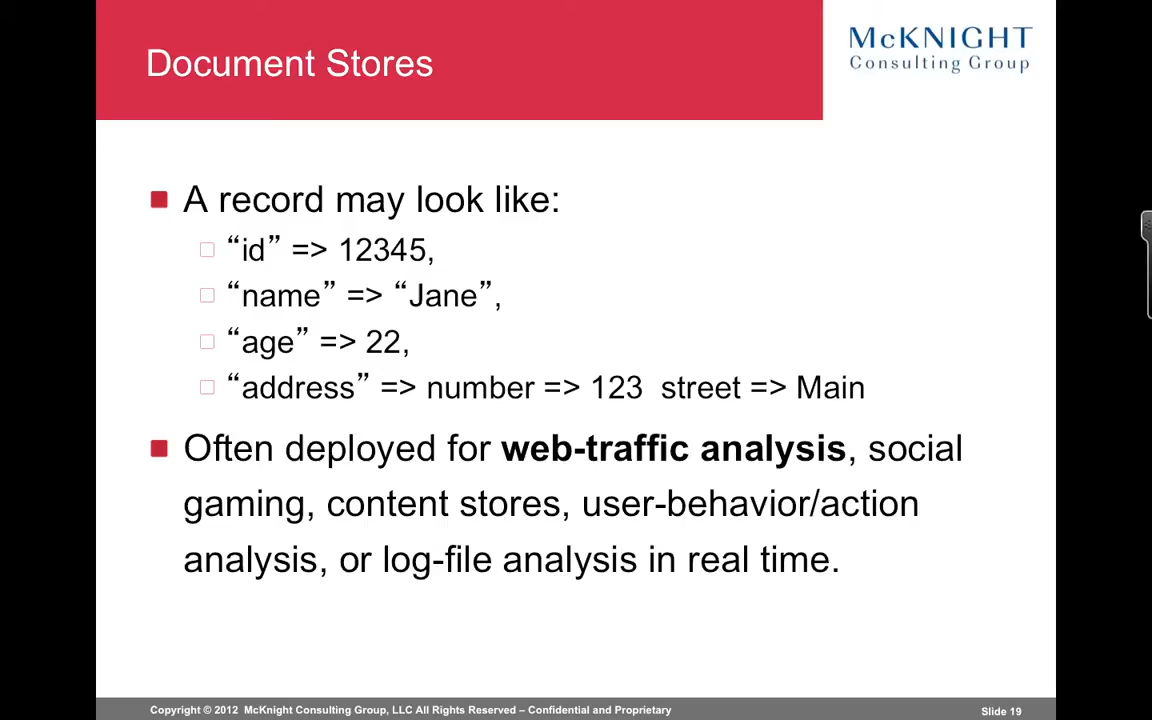 Document Stores
McKNIGHT
Consulting Group
A record may look like:
“id” => 12345,
“name” => “Jane”,
“age” => 22,
“address” => number => 123 street => Main
Often deployed for web-traffic analysis, social
gaming, content stores, user-behavior/action
analysis, or log-file analysis in real time.
Copyright © 2012 McKnight Consulting Group, LLC All Rights Reserved – Confidential and Proprietary
Slide 19